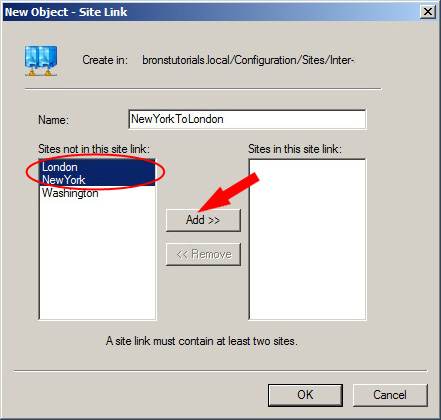 New Object - Site Link
Create in: bronstutorials.local/Configuration/Sites/Inter-
Name: NewYorkToLondon
Sites not in this site link: Sites in this site link:
London
NewYork
Washington
Add >>
<< Remove
A site link must contain at least two sites.
OK Cancel